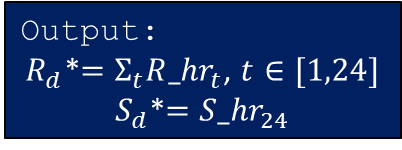 Output:
R_d*= Σ_t R_hr_t, t ∈ [1,24]
S_d*= S_hr_24